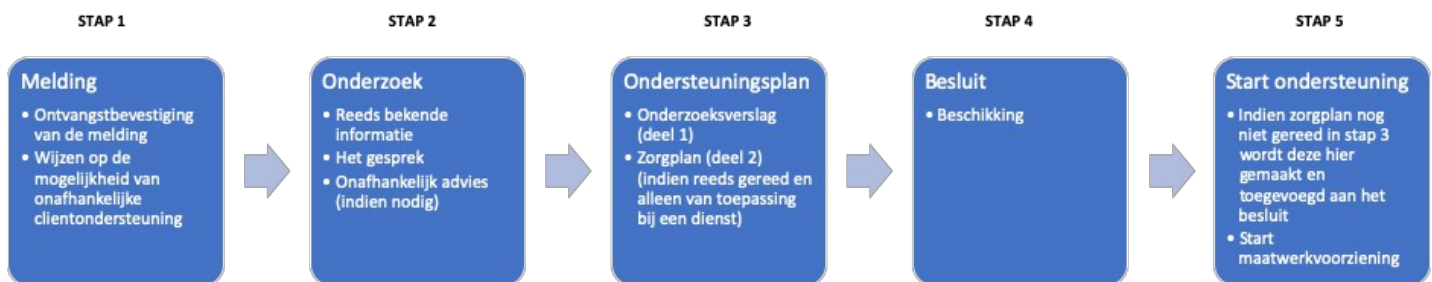 STAP 1
Melding
• Ontvangstbevestiging
van de melding
• Wijzen op de
mogelijkheid van
onafhankelijke
clientondersteuning
STAP 2
Onderzoek
• Reeds bekende
informatie
• Het gesprek
• Onafhankelijk advies
(indien nodig)
STAP 3
Ondersteuningsplan
• Onderzoeksverslag
(deel 1)
• Zorgplan (deel 2)
(indien reeds gereed en
alleen van toepassing
bij een dienst)
STAP 4
Besluit
• Beschikking
STAP 5
Start ondersteuning
• Indien zorgplan nog
niet gereed in stap 3
wordt deze hier
gemaakt en
toegevoegd aan het
besluit
• Start
maatwerkvoorziening